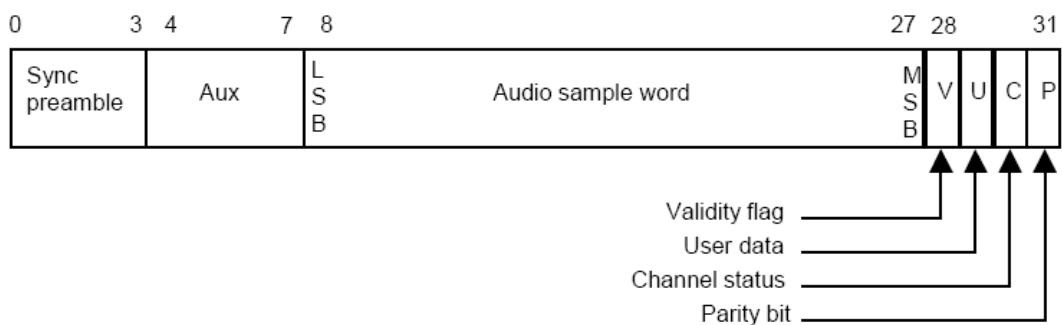 0 3 4 7 8 27 28 31
Sync
preamble
Aux
L
S
B
Audio sample word
M
S
B
V U C P
Validity flag
User data
Channel status
Parity bit